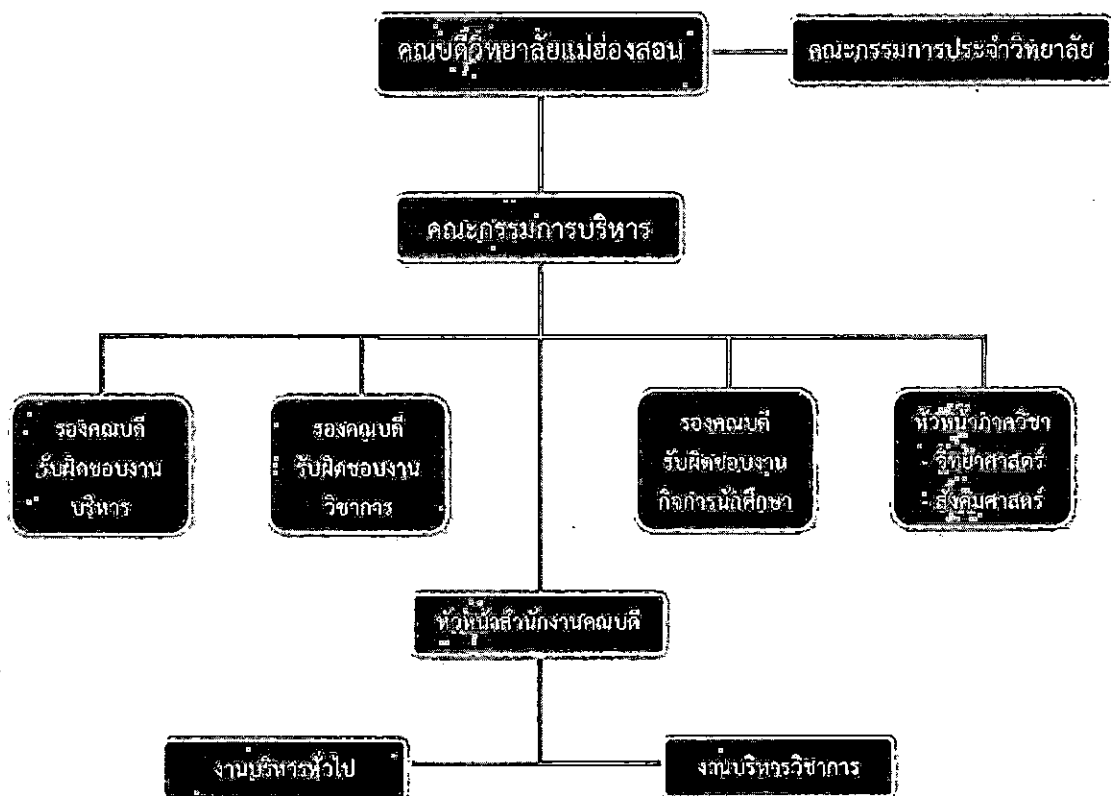 คณบดีวิทยาลัยแม่ฮ่องสอน
คณะกรรมการประจำวิทยาลัย
คณะกรรมการบริหาร
รองคณบดี
รับผิดชอบงาน
บริหาร
รองคณบดี
รับผิดชอบงาน
วิชาการ
รองคณบดี
รับผิดชอบงาน
กิจการนักศึกษา
หัวหน้าภาควิชา
- วิทยาศาสตร์
- สังคมศาสตร์
หัวหน้าสำนักงานคณบดี
งานบริหารทั่วไป
งานบริหารวิชาการ